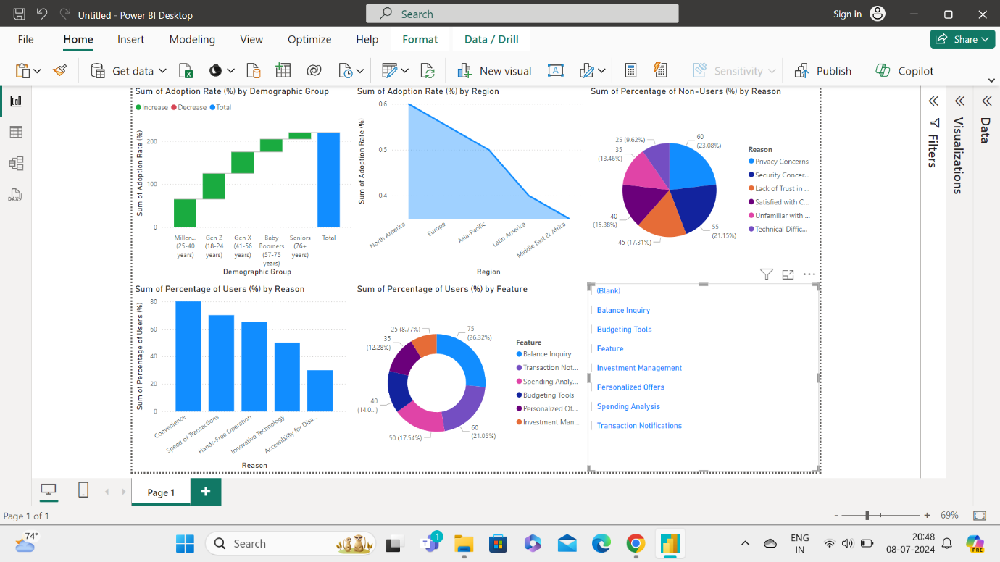 Untitled - Power BI Desktop
Search
Sign in
File
Home
Insert
Modeling
View
Optimize
Help
Format
Data / Drill
Share
Get data
New visual
Sensitivity
Publish
Copilot
Sum of Adoption Rate (%) by Demographic Group
Increase Decrease Total
Sum of Adoption Rate (%)
200
100
0
Millen... (25-40 years)
Gen Z (18-24 years)
Gen X (41-56 years)
Baby Boomers (57-75 years)
Seniors (76+ years)
Total
Demographic Group
Sum of Adoption Rate (%) by Region
Sum of Adoption Rate (%)
0.6
0.5
0.4
North America
Europe
Asia-Pacific
Latin America
Middle East & Africa
Region
Sum of Percentage of Non-Users (%) by Reason
60 (23.08%)
55 (21.15%)
45 (17.31%)
40 (15.38%)
35 (13.46%)
25 (9.62%)
Reason
Privacy Concerns
Security Concer...
Lack of Trust in ...
Satisfied with C...
Unfamiliar with ...
Technical Diffic...
Sum of Percentage of Users (%) by Reason
Sum of Percentage of Users (%)
80
60
40
20
0
Convenience
Speed of Transactions
Hands-Free Operation
Innovative Technology
Accessibility for Disa...
Reason
Sum of Percentage of Users (%) by Feature
75 (26.32%)
60 (21.05%)
50 (17.54%)
40 (14.0...)
35 (12.28%)
25 (8.77%)
Feature
Balance Inquiry
Transaction Not...
Spending Analy...
Budgeting Tools
Personalized Of...
Investment Man...
(Blank)
Balance Inquiry
Budgeting Tools
Feature
Investment Management
Personalized Offers
Spending Analysis
Transaction Notifications
Filters
Visualizations
Data
DAX
Page 1
+
Page 1 of 1
- + 69%
74°
Search
1
ENG
IN
20:48
08-07-2024
PRE